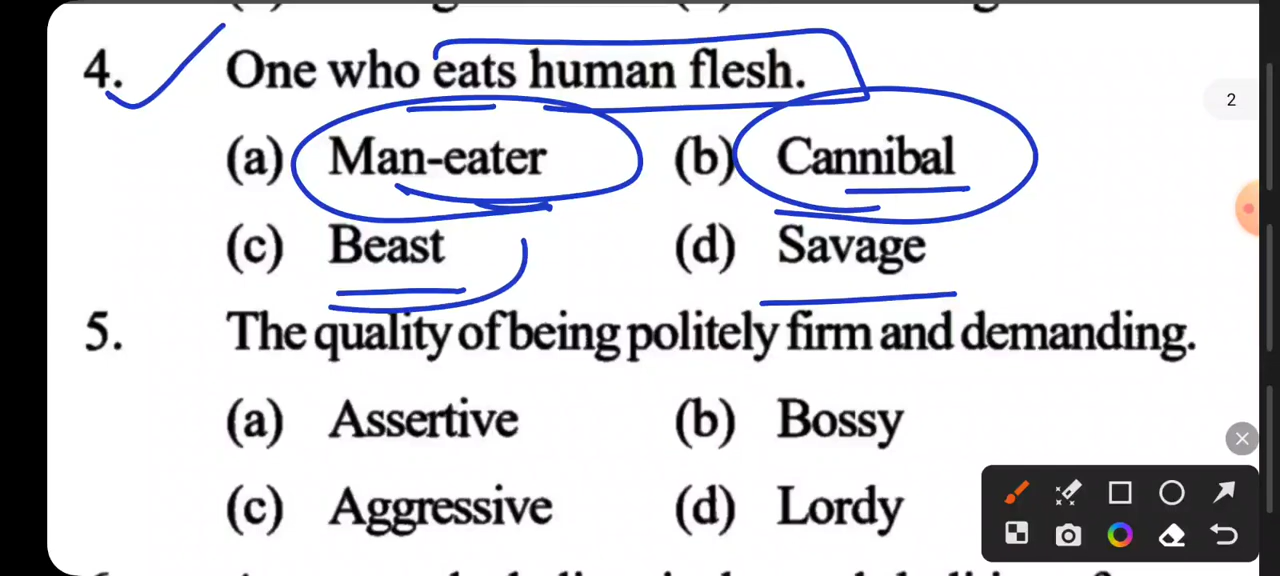 4. One who eats human flesh.
(a) Man-eater (b) Cannibal
(c) Beast (d) Savage
5. The quality of being politely firm and demanding.
(a) Assertive (b) Bossy
(c) Aggressive (d) Lordy
2